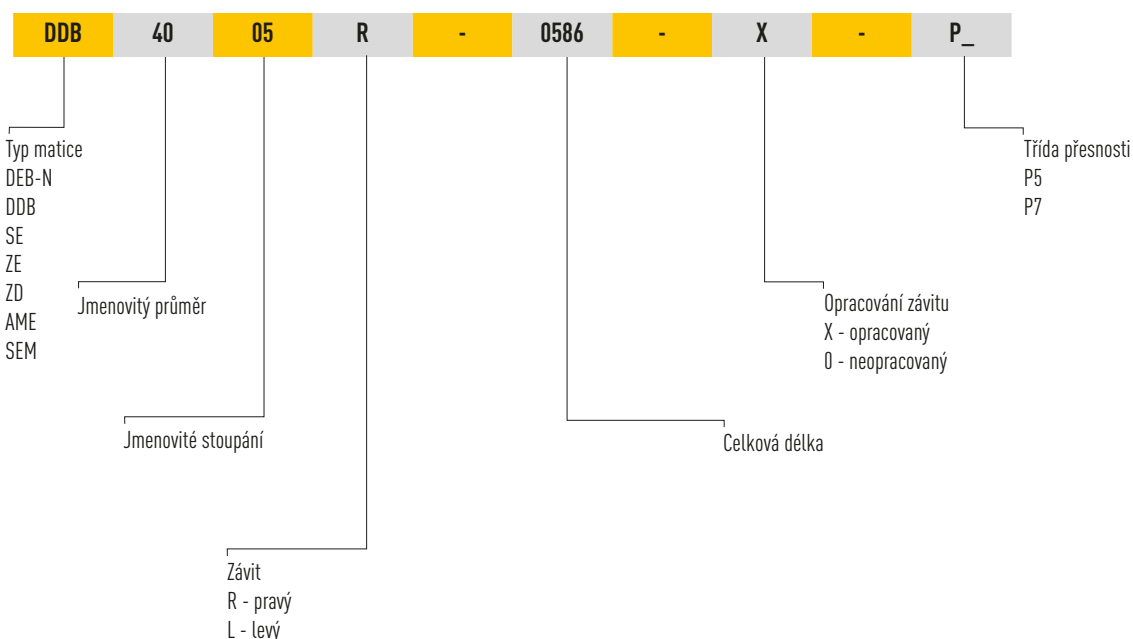 DDB 40 05 R - 0586 - X - P_
Typ matice
DEB-N
DDB
SE
ZE
ZD
AME
SEM
Jmenovitý průměr
Jmenovité stoupání
Závit
R - pravý
L - levý
Celková délka
Opracování závitu
X - opracovaný
0 - neopracovaný
Třída přesnosti
P5
P7